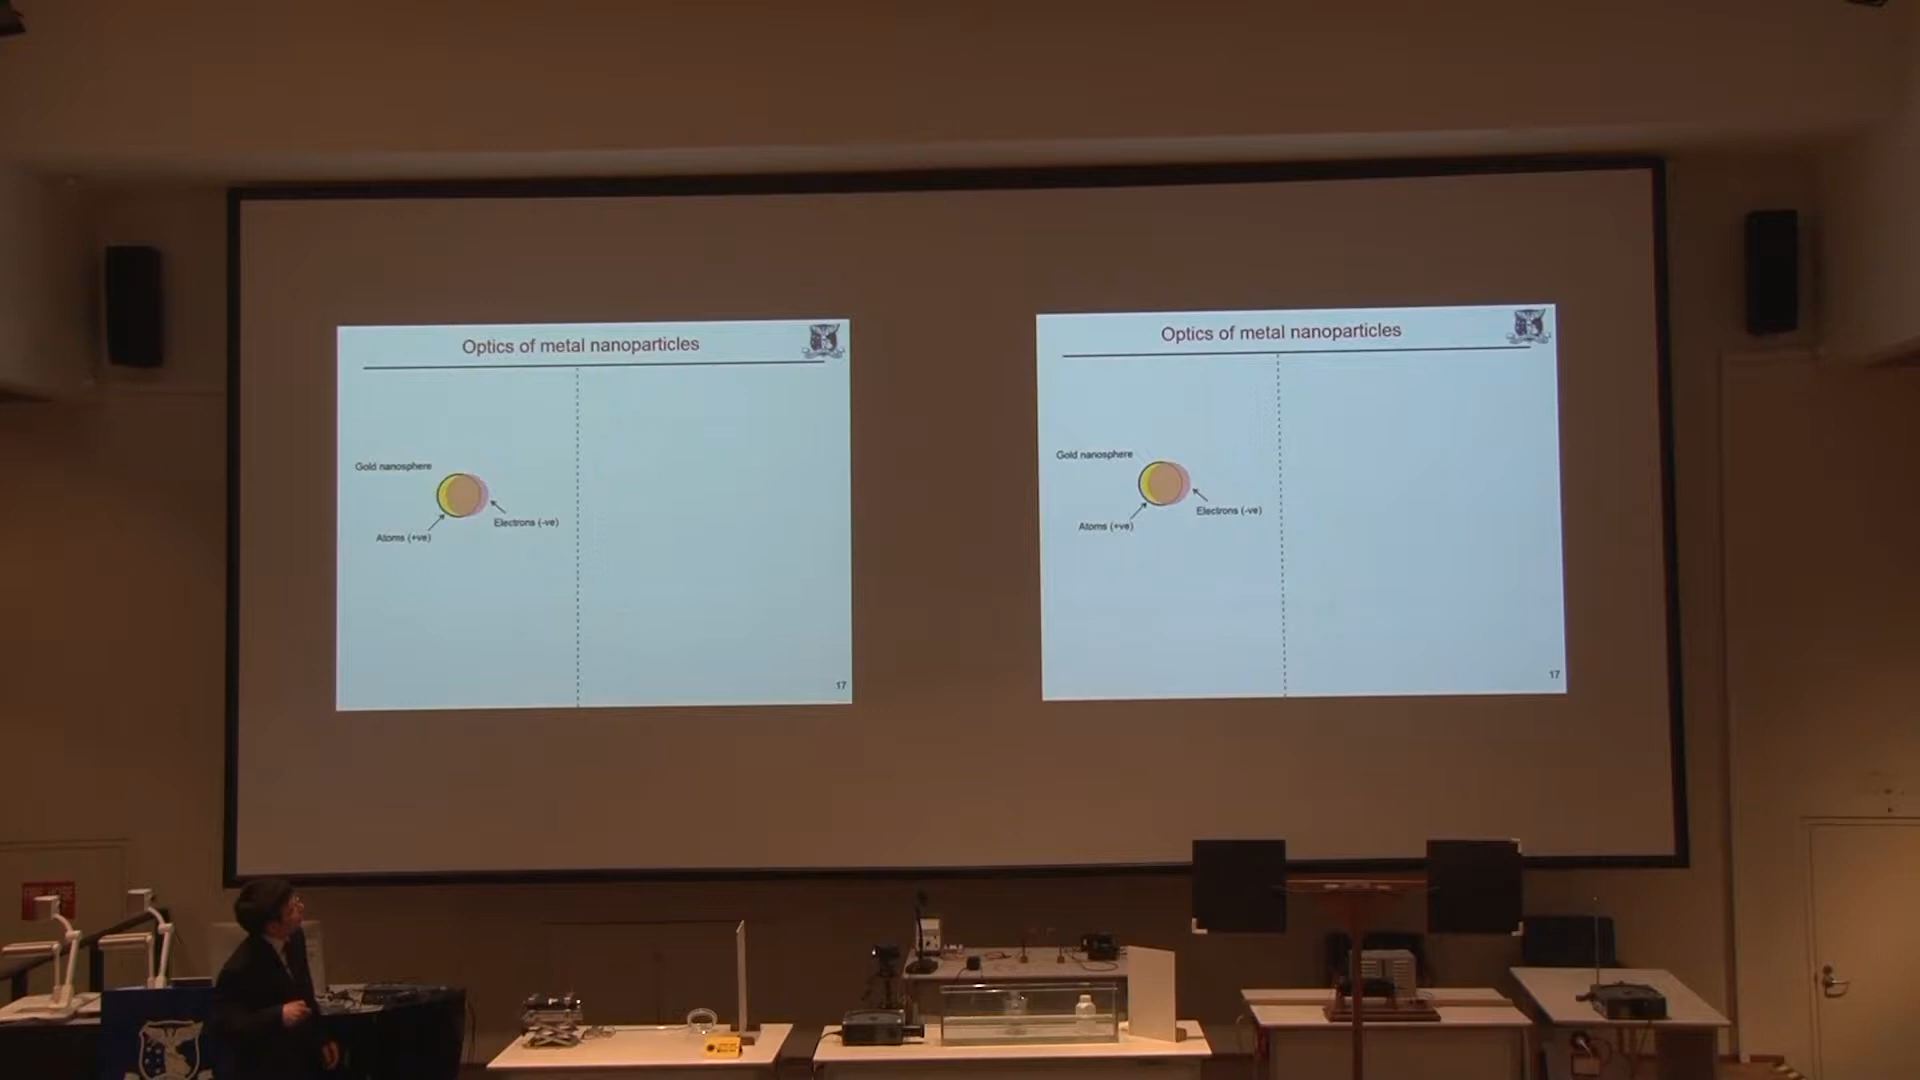 Optics of metal nanoparticles
Gold nanosphere
Electrons (-ve)
Atoms (+ve)
17
Optics of metal nanoparticles
Gold nanosphere
Electrons (-ve)
Atoms (+ve)
17